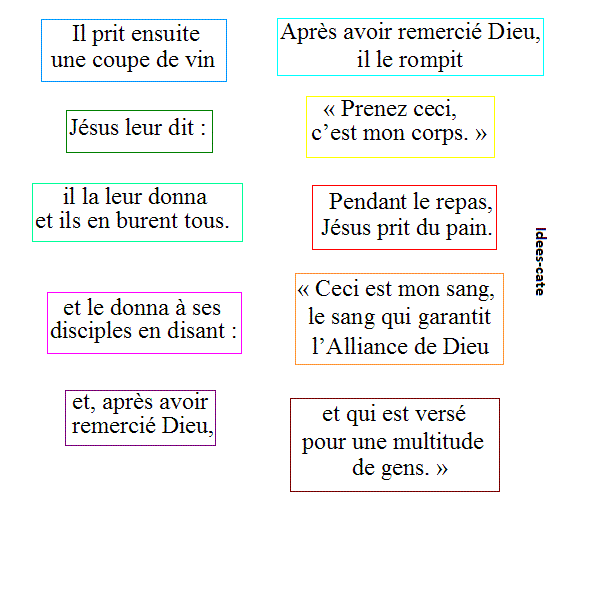 Il prit ensuite
une coupe de vin
Après avoir remercié Dieu,
il le rompit
Jésus leur dit :
« Prenez ceci,
c’est mon corps. »
il la leur donna
et ils en burent tous.
Pendant le repas,
Jésus prit du pain.
Idees-cate
et le donna à ses
disciples en disant :
« Ceci est mon sang,
le sang qui garantit
l’Alliance de Dieu
et, après avoir
remercié Dieu,
et qui est versé
pour une multitude
de gens. »